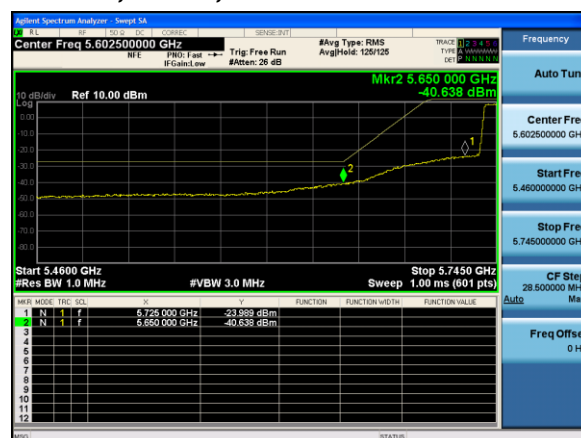 Agilent Spectrum Analyzer - Swept SA
RL RF 50 Ω DC CORREC SENSE:INT
Center Freq 5.602500000 GHz
NFE PNO: Fast IFGain:Low
Trig: Free Run
#Atten: 26 dB
#Avg Type: RMS
Avg|Hold: 125/125
TRACE 1 2 3 4 5
TYPE A
DET P N N N N N
Mkr2 5.650 000 GHz
-40.638 dBm
10 dB/div Ref 10.00 dBm
Log
0.00
-10.0
-20.0
-30.0
-40.0
-50.0
-60.0
-70.0
-80.0
1
2
Start 5.4600 GHz Stop 5.7450 GHz
#Res BW 1.0 MHz #VBW 3.0 MHz Sweep 1.00 ms (601 pts)
MKR MODE TRC SCL X Y FUNCTION FUNCTION WIDTH FUNCTION VALUE
1 N 1 f 5.725 000 GHz -23.989 dBm
2 N 1 f 5.650 000 GHz -40.638 dBm
3
4
5
6
7
8
9
10
11
12
MSG STATUS
Frequency
Auto Tun
Center Fre
5.602500000 GH
Start Fre
5.460000000 GH
Stop Fre
5.745000000 GH
CF Ste
28.500000 MH
Auto Ma
Freq Offse
0 H